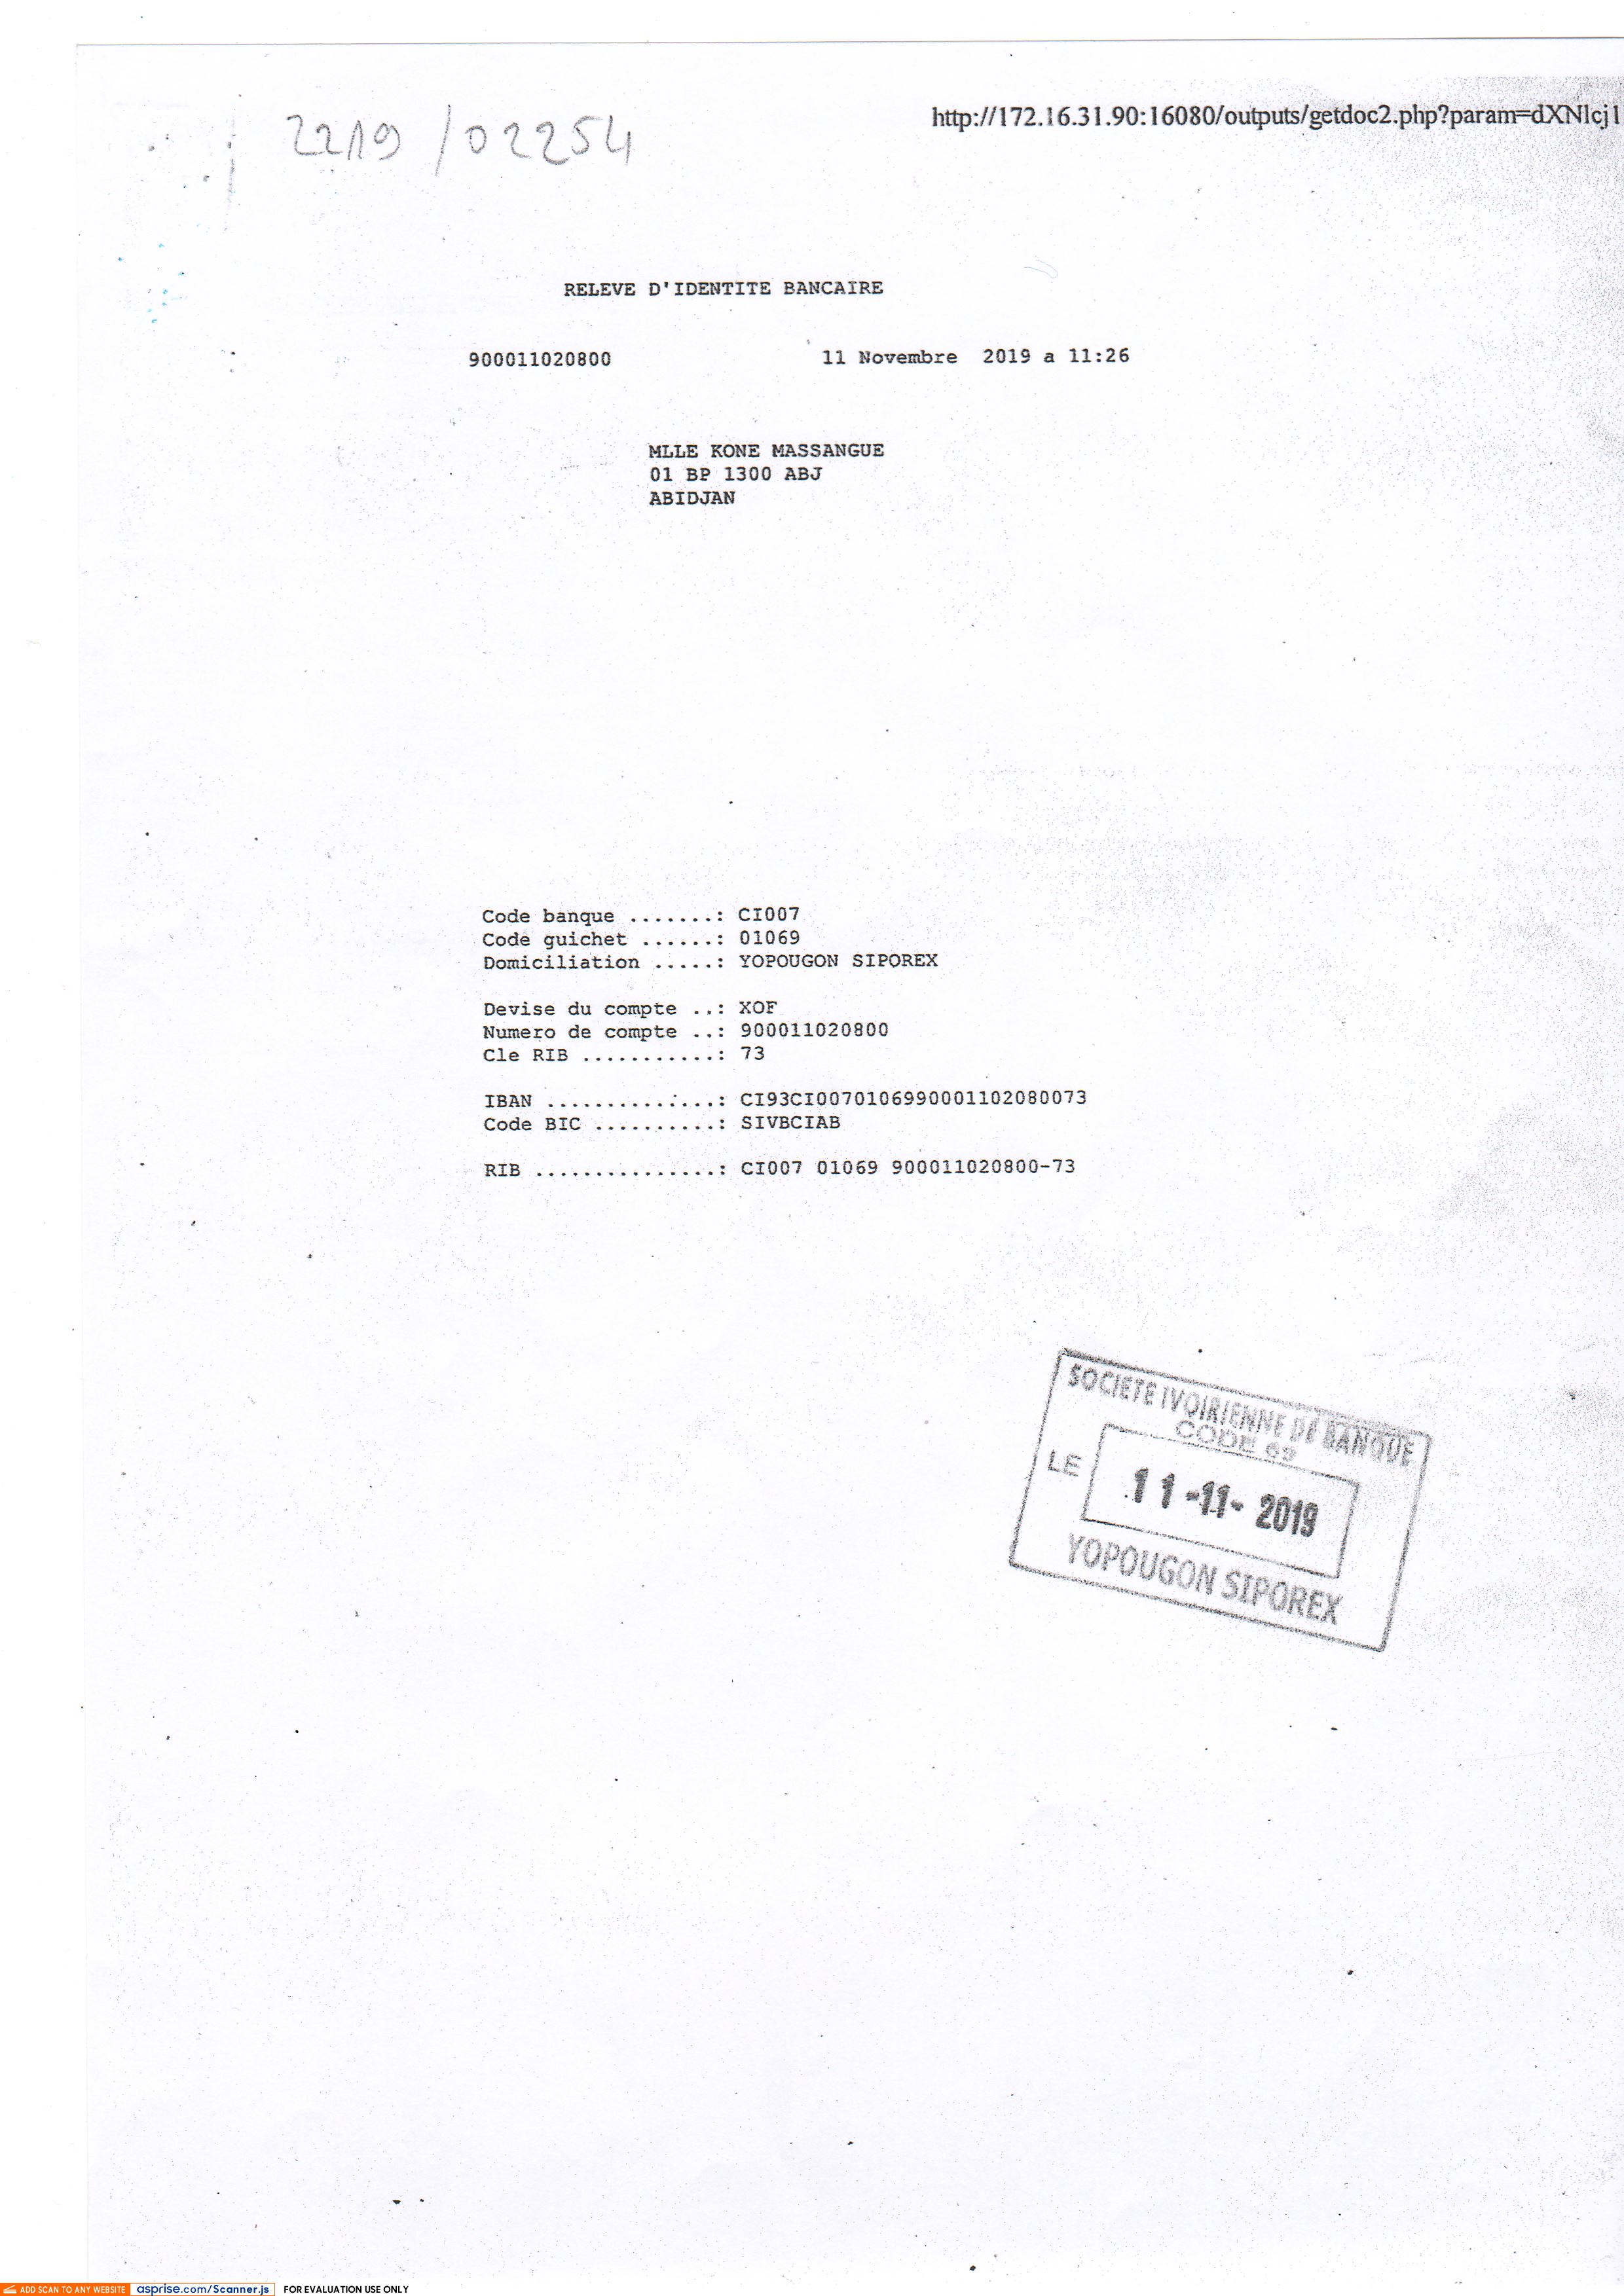 2219 /02254
http://172.16.31.90:16080/outputs/getdoc2.php?param=dXNlcj1
RELEVE D'IDENTITE BANCAIRE
900011020800 11 Novembre 2019 a 11:26
MLLE KONE MASSANGUE
01 BP 1300 ABJ
ABIDJAN
Code banque .......: CI007
Code guichet ......: 01069
Domiciliation .....: YOPOUGON SIPOREX
Devise du compte ..: XOF
Numero de compte ..: 900011020800
Cle RIB ...........: 73
IBAN ..............: CI93CI0070106990001102080073
Code BIC ..........: SIVBCIAB
RIB ...............: CI007 01069 900011020800-73
SOCIETE IVOIRIENNE DE BANQUE
CODE 69
LE 11-11-2019
YOPOUGON SIPOREX
ADD SCAN TO ANY WEBSITE asprise.com/Scanner.js FOR EVALUATION USE ONLY